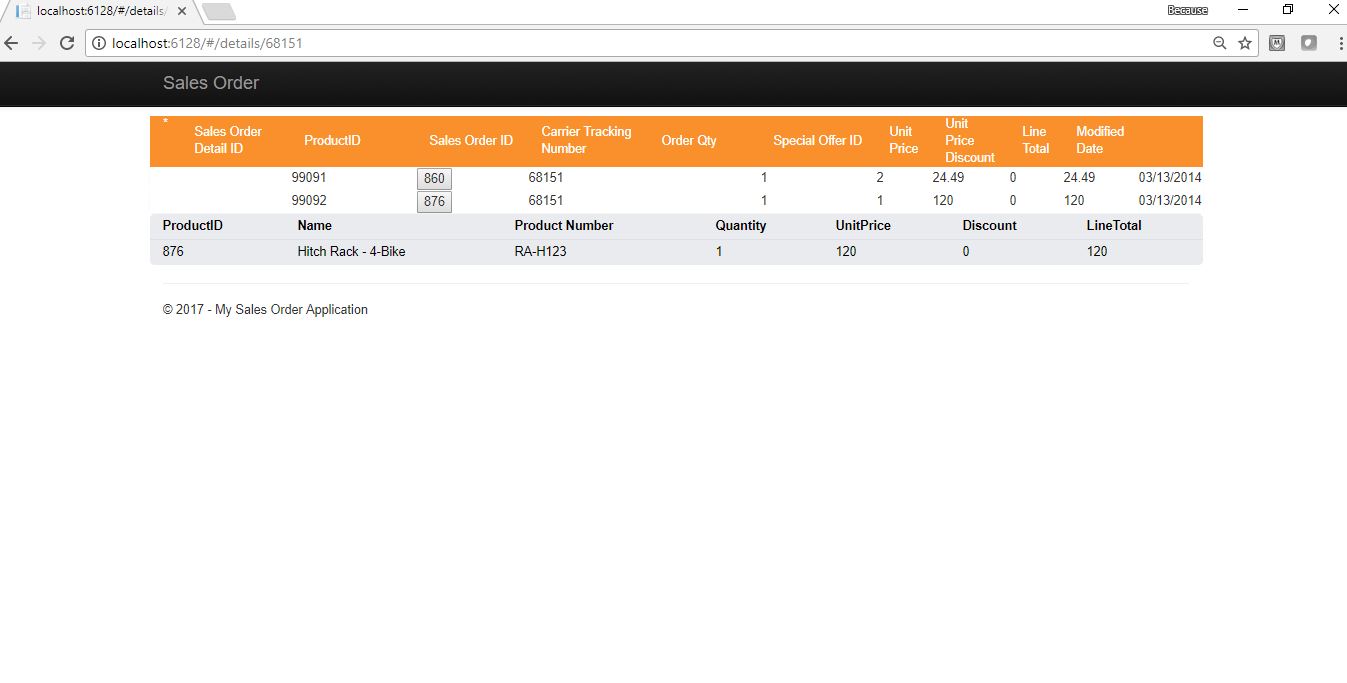 localhost:6128/#/details/
Because
localhost:6128/#/details/68151
Sales Order
* Sales Order Detail ID ProductID Sales Order ID Carrier Tracking Number Order Qty Special Offer ID Unit Price Unit Price Discount Line Total Modified Date
99091 860 68151 1 2 24.49 0 24.49 03/13/2014
99092 876 68151 1 1 120 0 120 03/13/2014
ProductID Name Product Number Quantity UnitPrice Discount LineTotal
876 Hitch Rack - 4-Bike RA-H123 1 120 0 120
© 2017 - My Sales Order Application